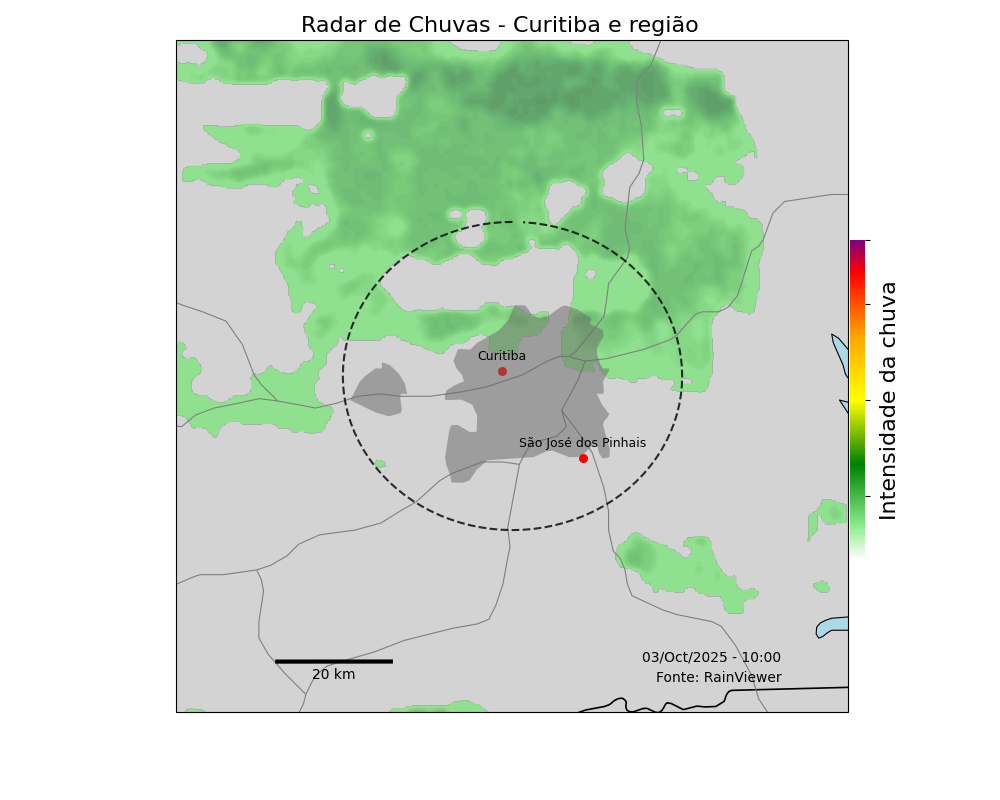 Radar de Chuvas - Curitiba e região
Curitiba
São José dos Pinhais
Intensidade da chuva
20 km
03/Oct/2025 - 10:00
Fonte: RainViewer